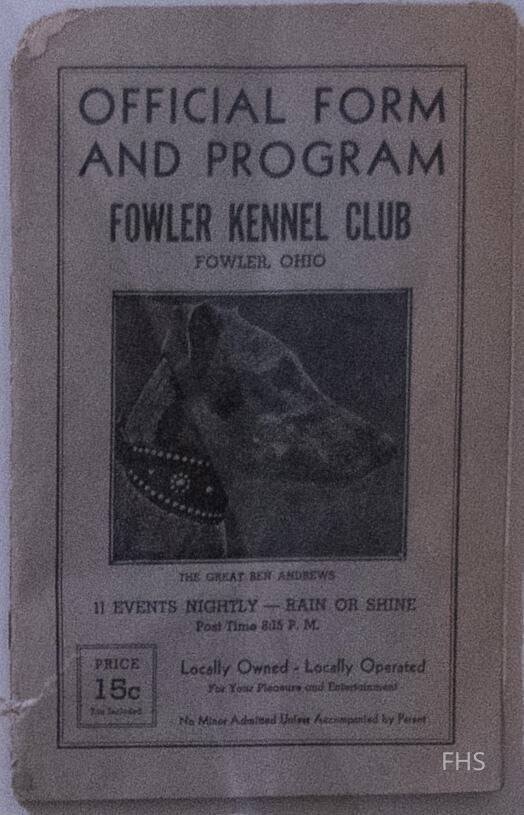 OFFICIAL FORM
AND PROGRAM
FOWLER KENNEL CLUB
FOWLER, OHIO
THE GREAT BEN ANDREWS
11 EVENTS NIGHTLY — RAIN OR SHINE
Post Time 8:15 P. M.
PRICE
15c
Tax Included
Locally Owned - Locally Operated
For Your Pleasure and Entertainment
No Minor Admitted Unless Accompanied by Parent
FHS